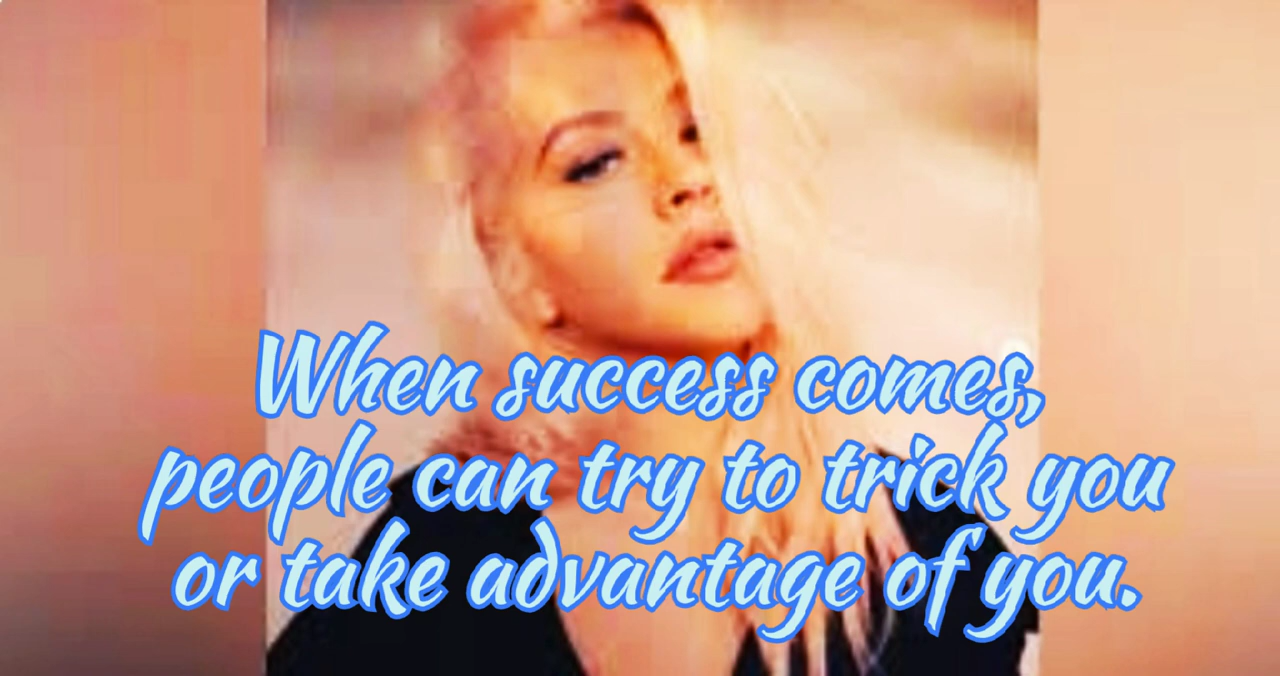 When success comes,
people can try to trick you
or take advantage of you.